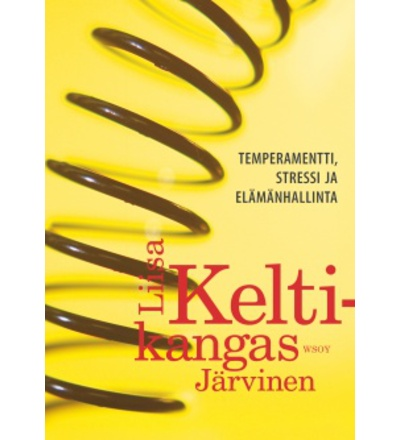 TEMPERAMENTTI,
STRESSI JA
ELÄMÄNHALLINTA
Liisa
Kelti-
kangas
WSOY
Järvinen